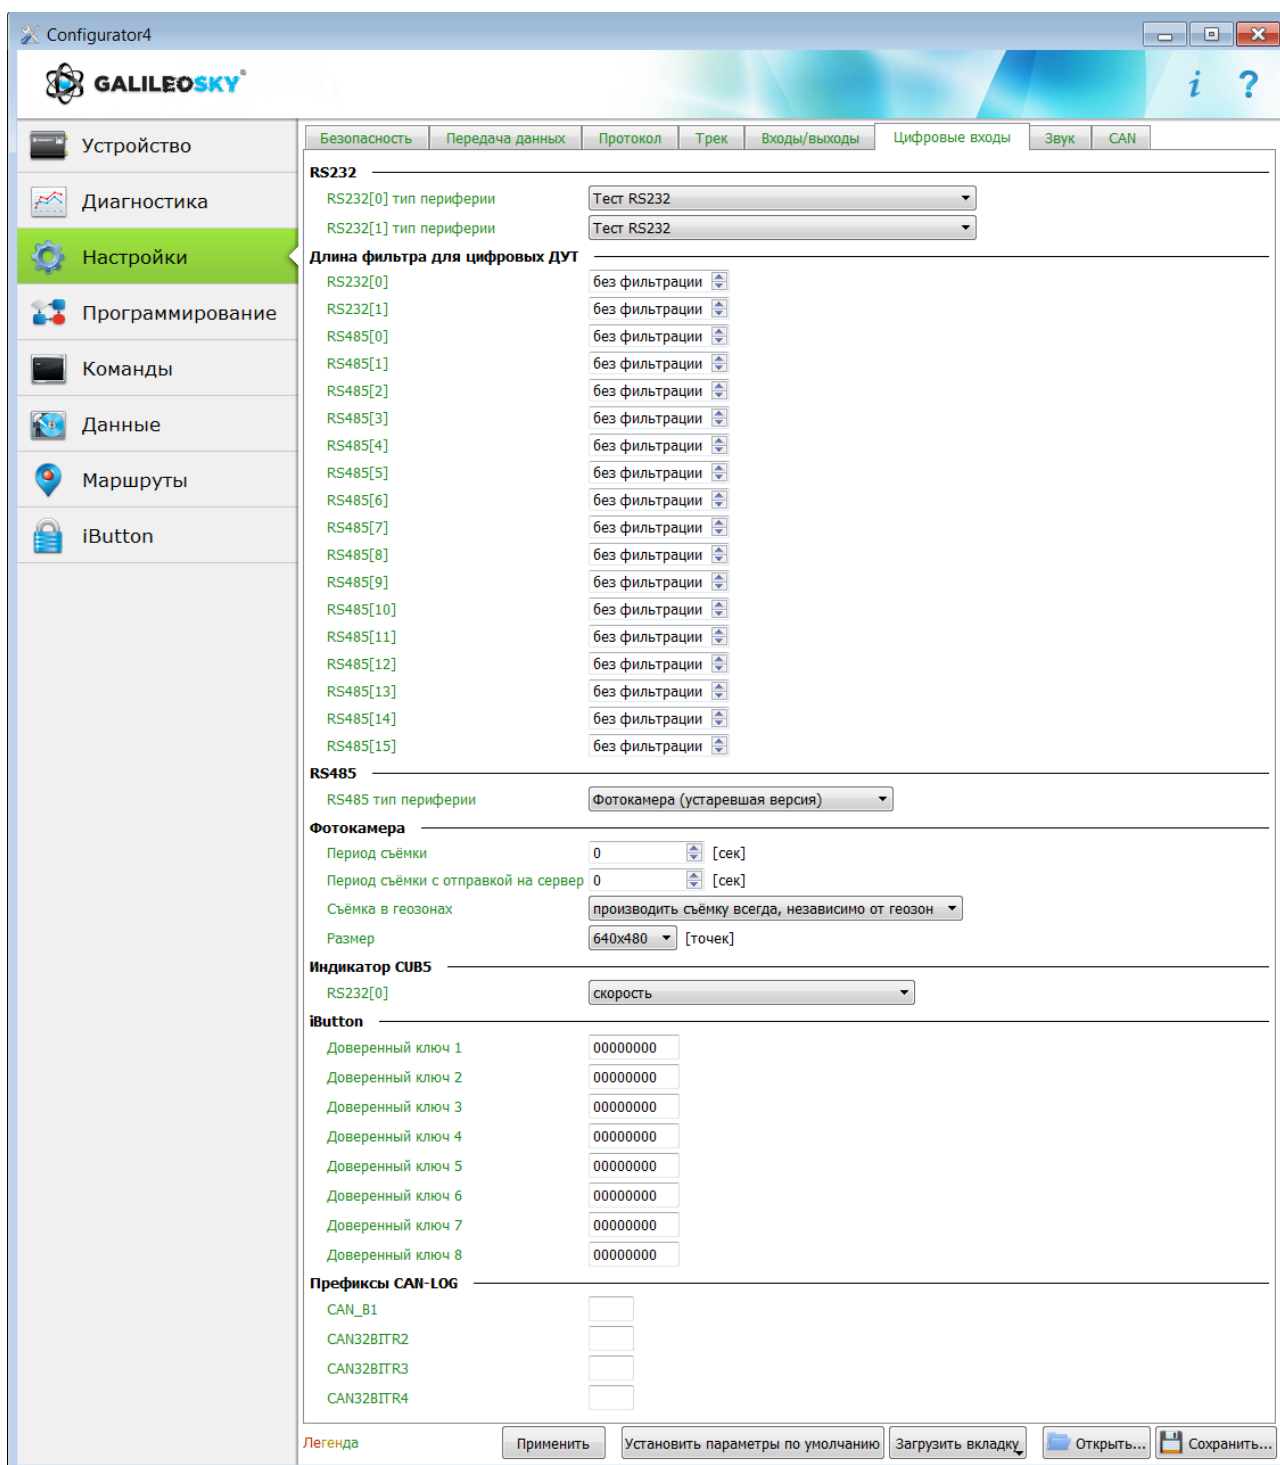 Configurator4
GALILEOSKY®
i ?
Устройство
Диагностика
Настройки
Программирование
Команды
Данные
Маршруты
iButton
Безопасность Передача данных Протокол Трек Входы/выходы Цифровые входы Звук CAN
RS232
RS232[0] тип периферии Тест RS232
RS232[1] тип периферии Тест RS232
Длина фильтра для цифровых ДУТ
RS232[0] без фильтрации
RS232[1] без фильтрации
RS485[0] без фильтрации
RS485[1] без фильтрации
RS485[2] без фильтрации
RS485[3] без фильтрации
RS485[4] без фильтрации
RS485[5] без фильтрации
RS485[6] без фильтрации
RS485[7] без фильтрации
RS485[8] без фильтрации
RS485[9] без фильтрации
RS485[10] без фильтрации
RS485[11] без фильтрации
RS485[12] без фильтрации
RS485[13] без фильтрации
RS485[14] без фильтрации
RS485[15] без фильтрации
RS485
RS485 тип периферии Фотокамера (устаревшая версия)
Фотокамера
Период съёмки 0 [сек]
Период съёмки с отправкой на сервер 0 [сек]
Съёмка в геозонах производить съёмку всегда, независимо от геозон
Размер 640x480 [точек]
Индикатор CUB5
RS232[0] скорость
iButton
Доверенный ключ 1 00000000
Доверенный ключ 2 00000000
Доверенный ключ 3 00000000
Доверенный ключ 4 00000000
Доверенный ключ 5 00000000
Доверенный ключ 6 00000000
Доверенный ключ 7 00000000
Доверенный ключ 8 00000000
Префиксы CAN-LOG
CAN_B1
CAN32BITR2
CAN32BITR3
CAN32BITR4
Легенда Применить Установить параметры по умолчанию Загрузить вкладку Открыть... Сохранить...